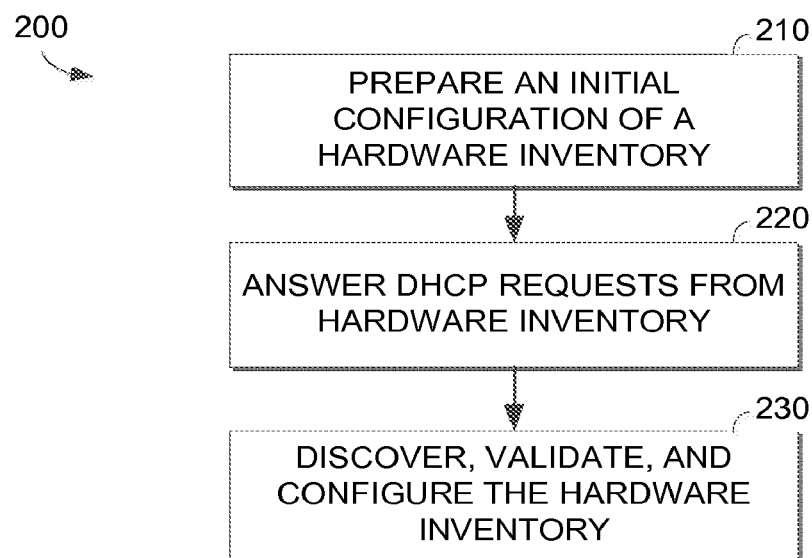 200
210
PREPARE AN INITIAL
CONFIGURATION OF A
HARDWARE INVENTORY
220
ANSWER DHCP REQUESTS FROM
HARDWARE INVENTORY
230
DISCOVER, VALIDATE, AND
CONFIGURE THE HARDWARE
INVENTORY